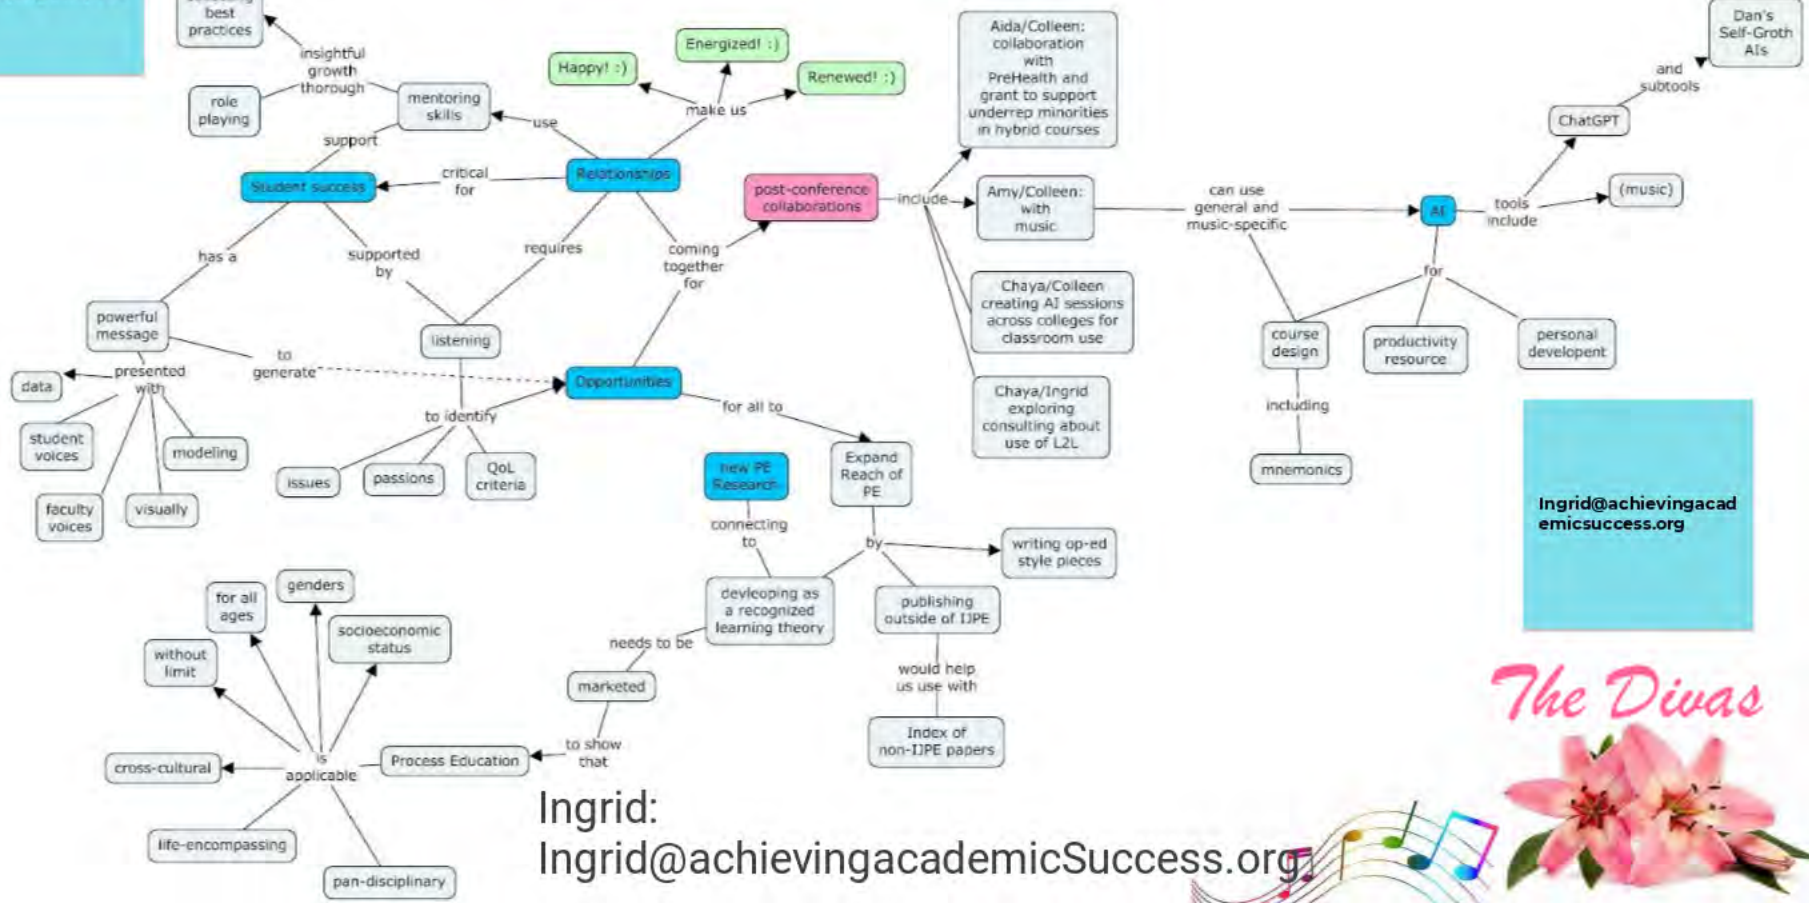 best
practices
insightful
growth
thorough
role
playing
mentoring
skills
support
use
Happy! :)
Energized! :)
Renewed! :)
make us
Student success
critical
for
Relationships
has a
supported
by
requires
coming
together
for
post-conference
collaborations
include
Aida/Colleen:
collaboration
with
PreHealth and
grant to support
underrep minorities
in hybrid courses
Amy/Colleen:
with
music
Chaya/Colleen
creating AI sessions
across colleges for
classroom use
Chaya/Ingrid
exploring
consulting about
use of L2L
can use
general and
music-specific
AI
tools
include
ChatGPT
and
subtools
Dan's
Self-Groth
AIs
(music)
for
course
design
productivity
resource
personal
developent
including
mnemonics
powerful
message
to
generate
presented
with
data
student
voices
modeling
faculty
voices
visually
listening
to identify
issues
passions
QoL
criteria
Opportunities
for all to
Expand
Reach of
PE
new PE
Research
connecting
to
by
writing op-ed
style pieces
devleoping as
a recognized
learning theory
publishing
outside of IJPE
would help
us use with
Index of
non-IJPE papers
needs to be
marketed
to show
that
Process Education
is
applicable
genders
for all
ages
socioeconomic
status
without
limit
cross-cultural
life-encompassing
pan-disciplinary
Ingrid@achievingacad
emicsuccess.org
The Divas
Ingrid:
Ingrid@achievingacademicSuccess.org